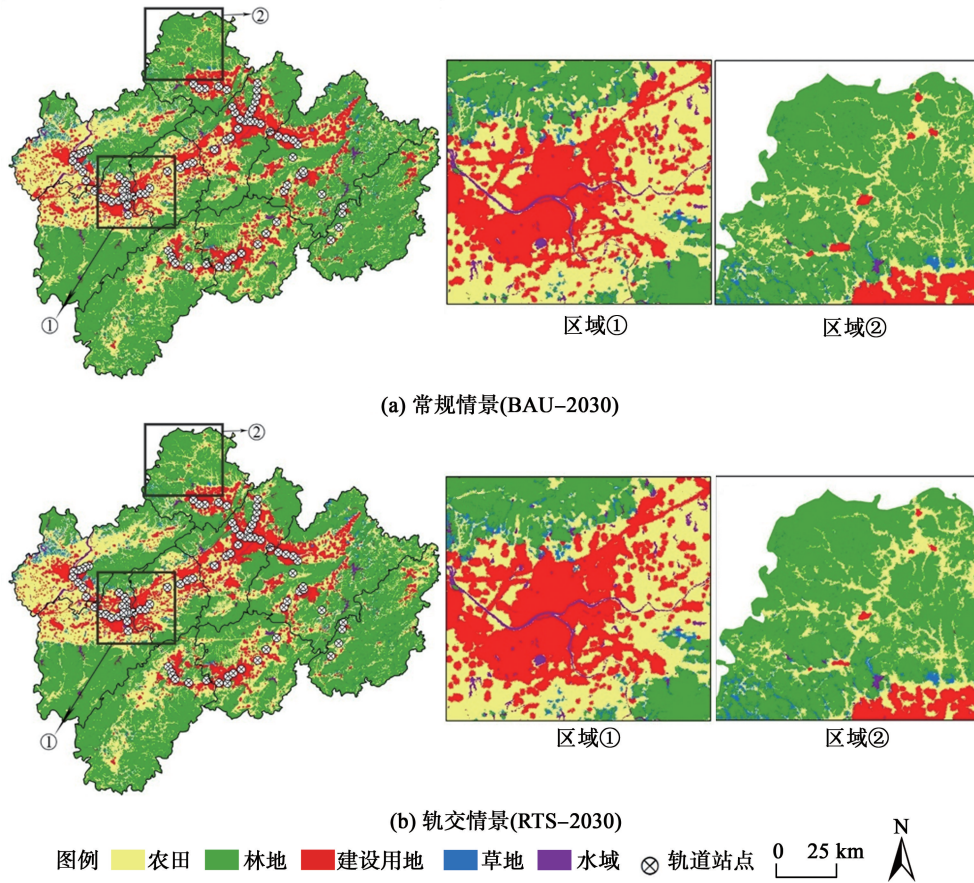 ②
①
区域①
区域②
(a) 常规情景(BAU–2030)
②
①
区域①
区域②
(b) 轨交情景(RTS–2030)
图例 农田 林地 建设用地 草地 水域 轨道站点 0 25 km N